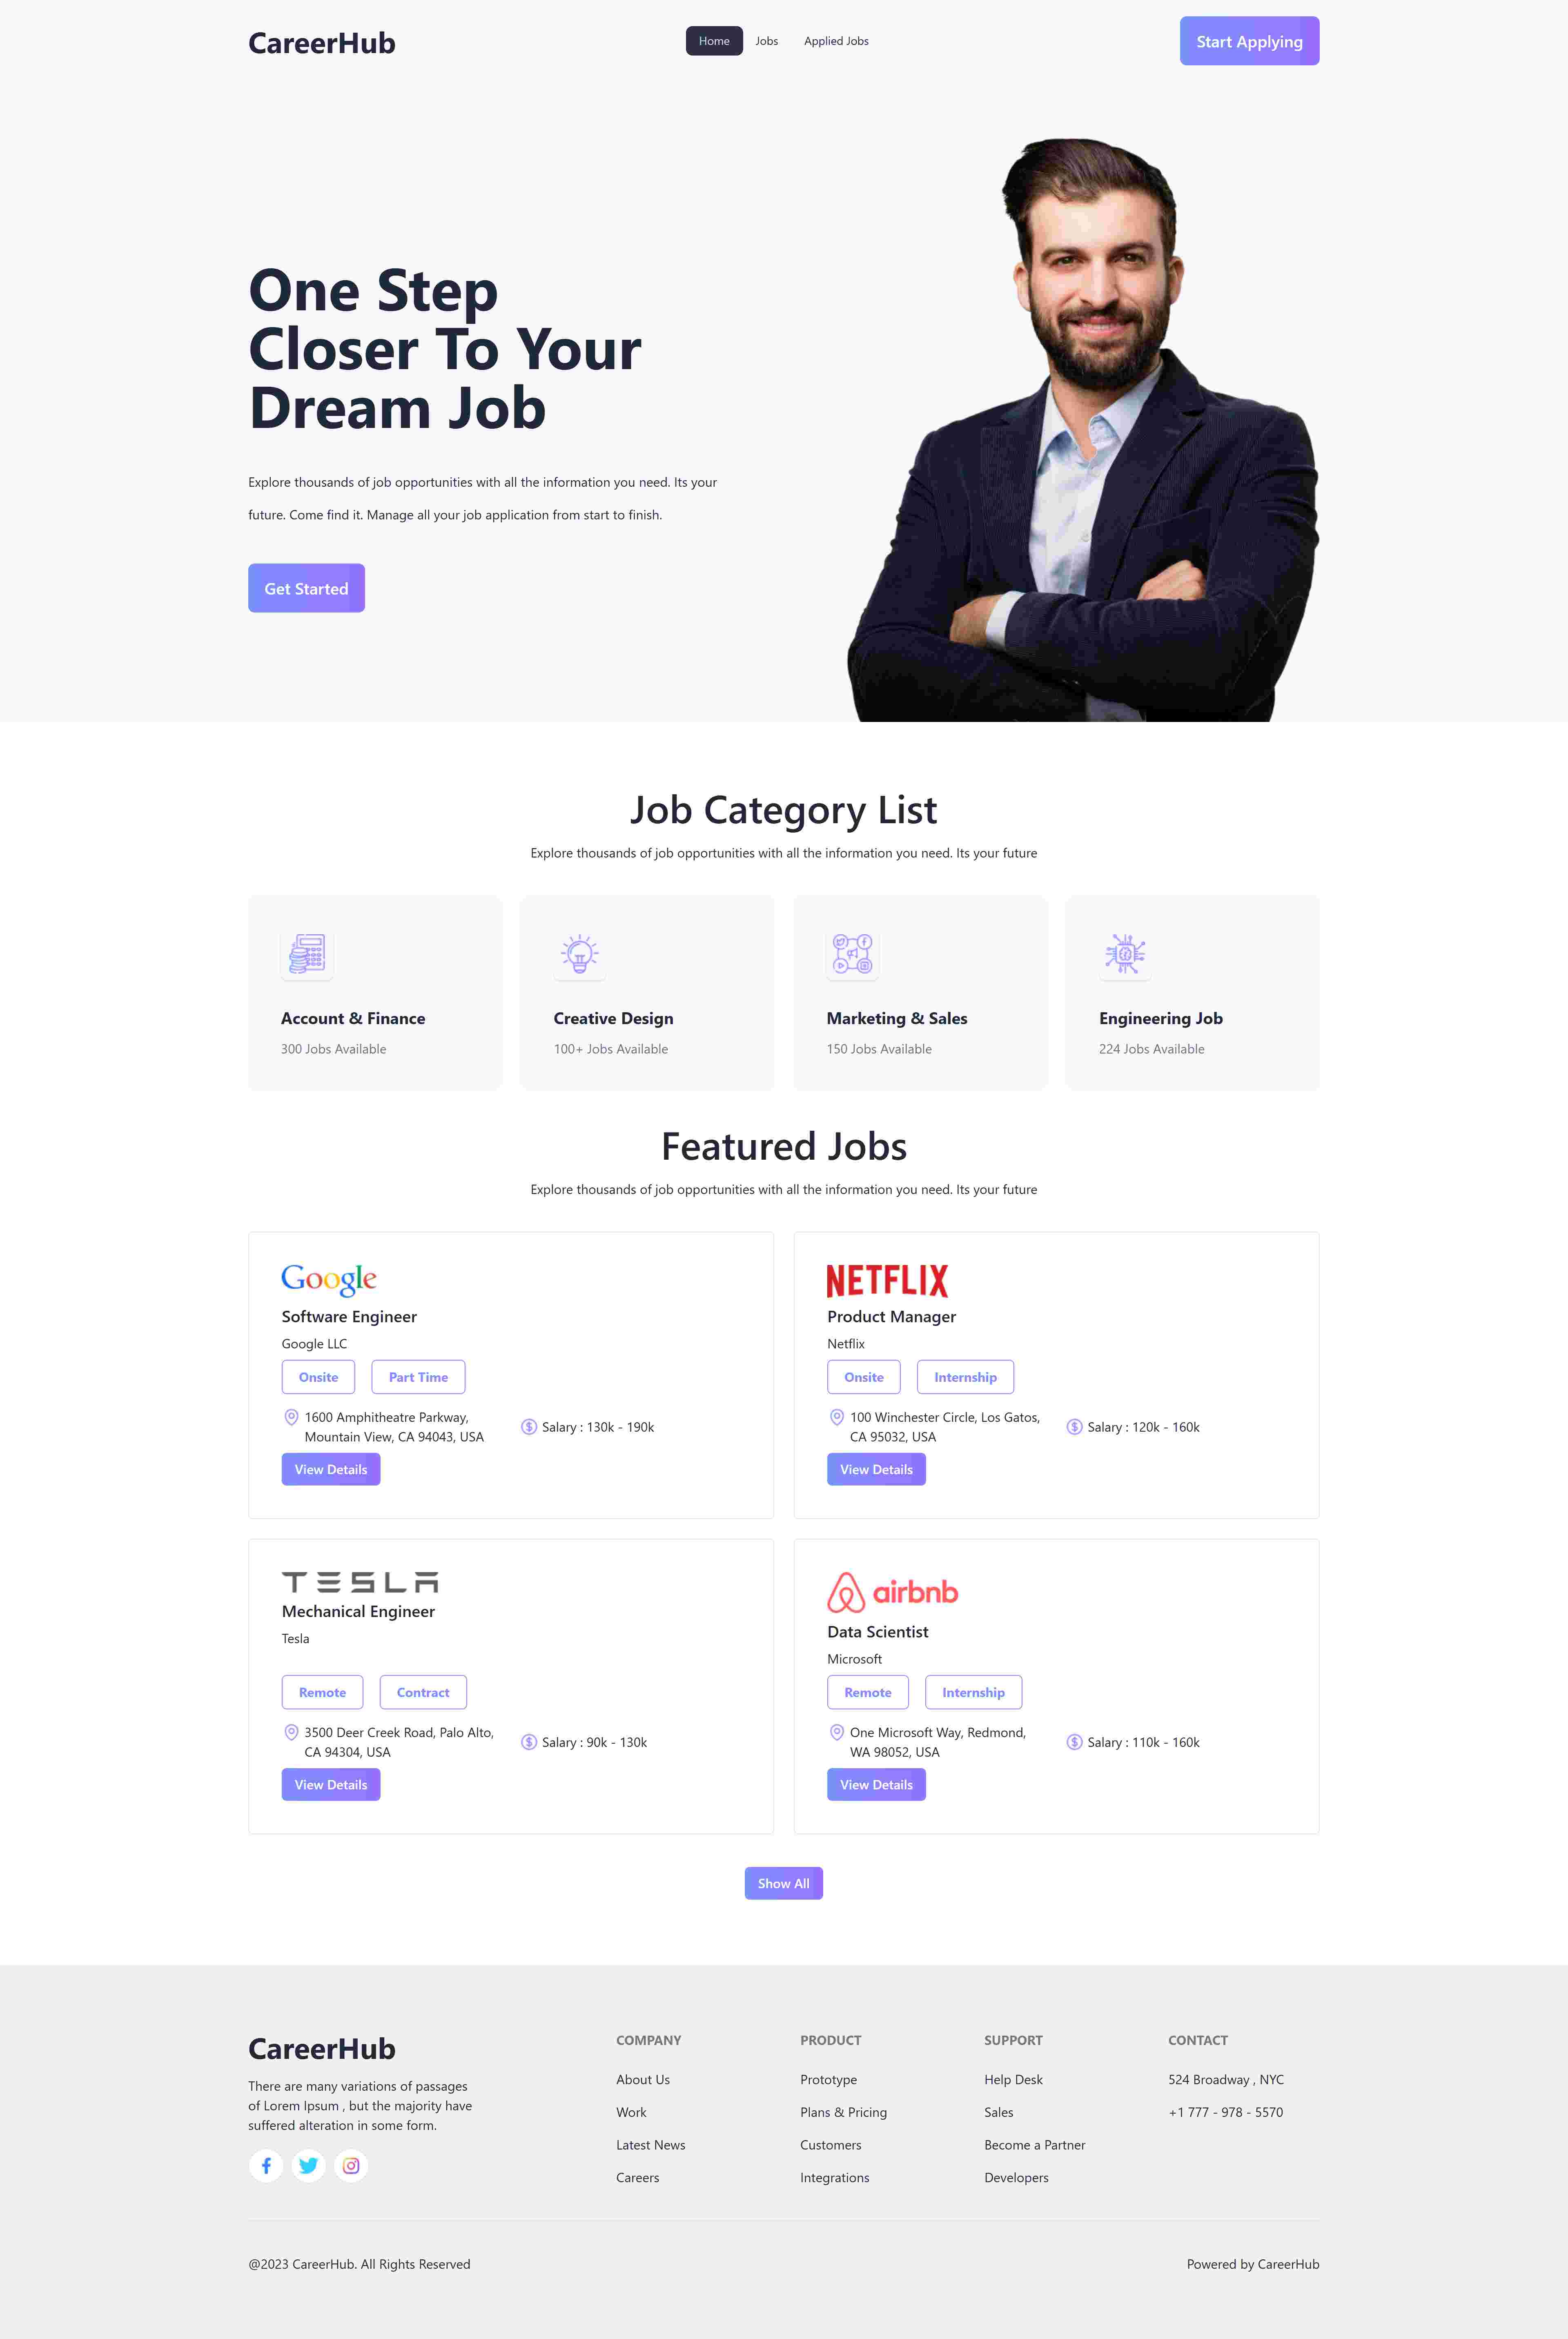 CareerHub
Home
Jobs
Applied Jobs
Start Applying
One Step
Closer To Your
Dream Job
Explore thousands of job opportunities with all the information you need. Its your
future. Come find it. Manage all your job application from start to finish.
Get Started
Job Category List
Explore thousands of job opportunities with all the information you need. Its your future
Account & Finance
300 Jobs Available
Creative Design
100+ Jobs Available
Marketing & Sales
150 Jobs Available
Engineering Job
224 Jobs Available
Featured Jobs
Explore thousands of job opportunities with all the information you need. Its your future
Google
Software Engineer
Google LLC
Onsite
Part Time
1600 Amphitheatre Parkway,
Mountain View, CA 94043, USA
Salary : 130k - 190k
View Details
NETFLIX
Product Manager
Netflix
Onsite
Internship
100 Winchester Circle, Los Gatos,
CA 95032, USA
Salary : 120k - 160k
View Details
TESLA
Mechanical Engineer
Tesla
Remote
Contract
3500 Deer Creek Road, Palo Alto,
CA 94304, USA
Salary : 90k - 130k
View Details
airbnb
Data Scientist
Microsoft
Remote
Internship
One Microsoft Way, Redmond,
WA 98052, USA
Salary : 110k - 160k
View Details
Show All
CareerHub
There are many variations of passages
of Lorem Ipsum , but the majority have
suffered alteration in some form.
COMPANY
About Us
Work
Latest News
Careers
PRODUCT
Prototype
Plans & Pricing
Customers
Integrations
SUPPORT
Help Desk
Sales
Become a Partner
Developers
CONTACT
524 Broadway , NYC
+1 777 - 978 - 5570
@2023 CareerHub. All Rights Reserved
Powered by CareerHub